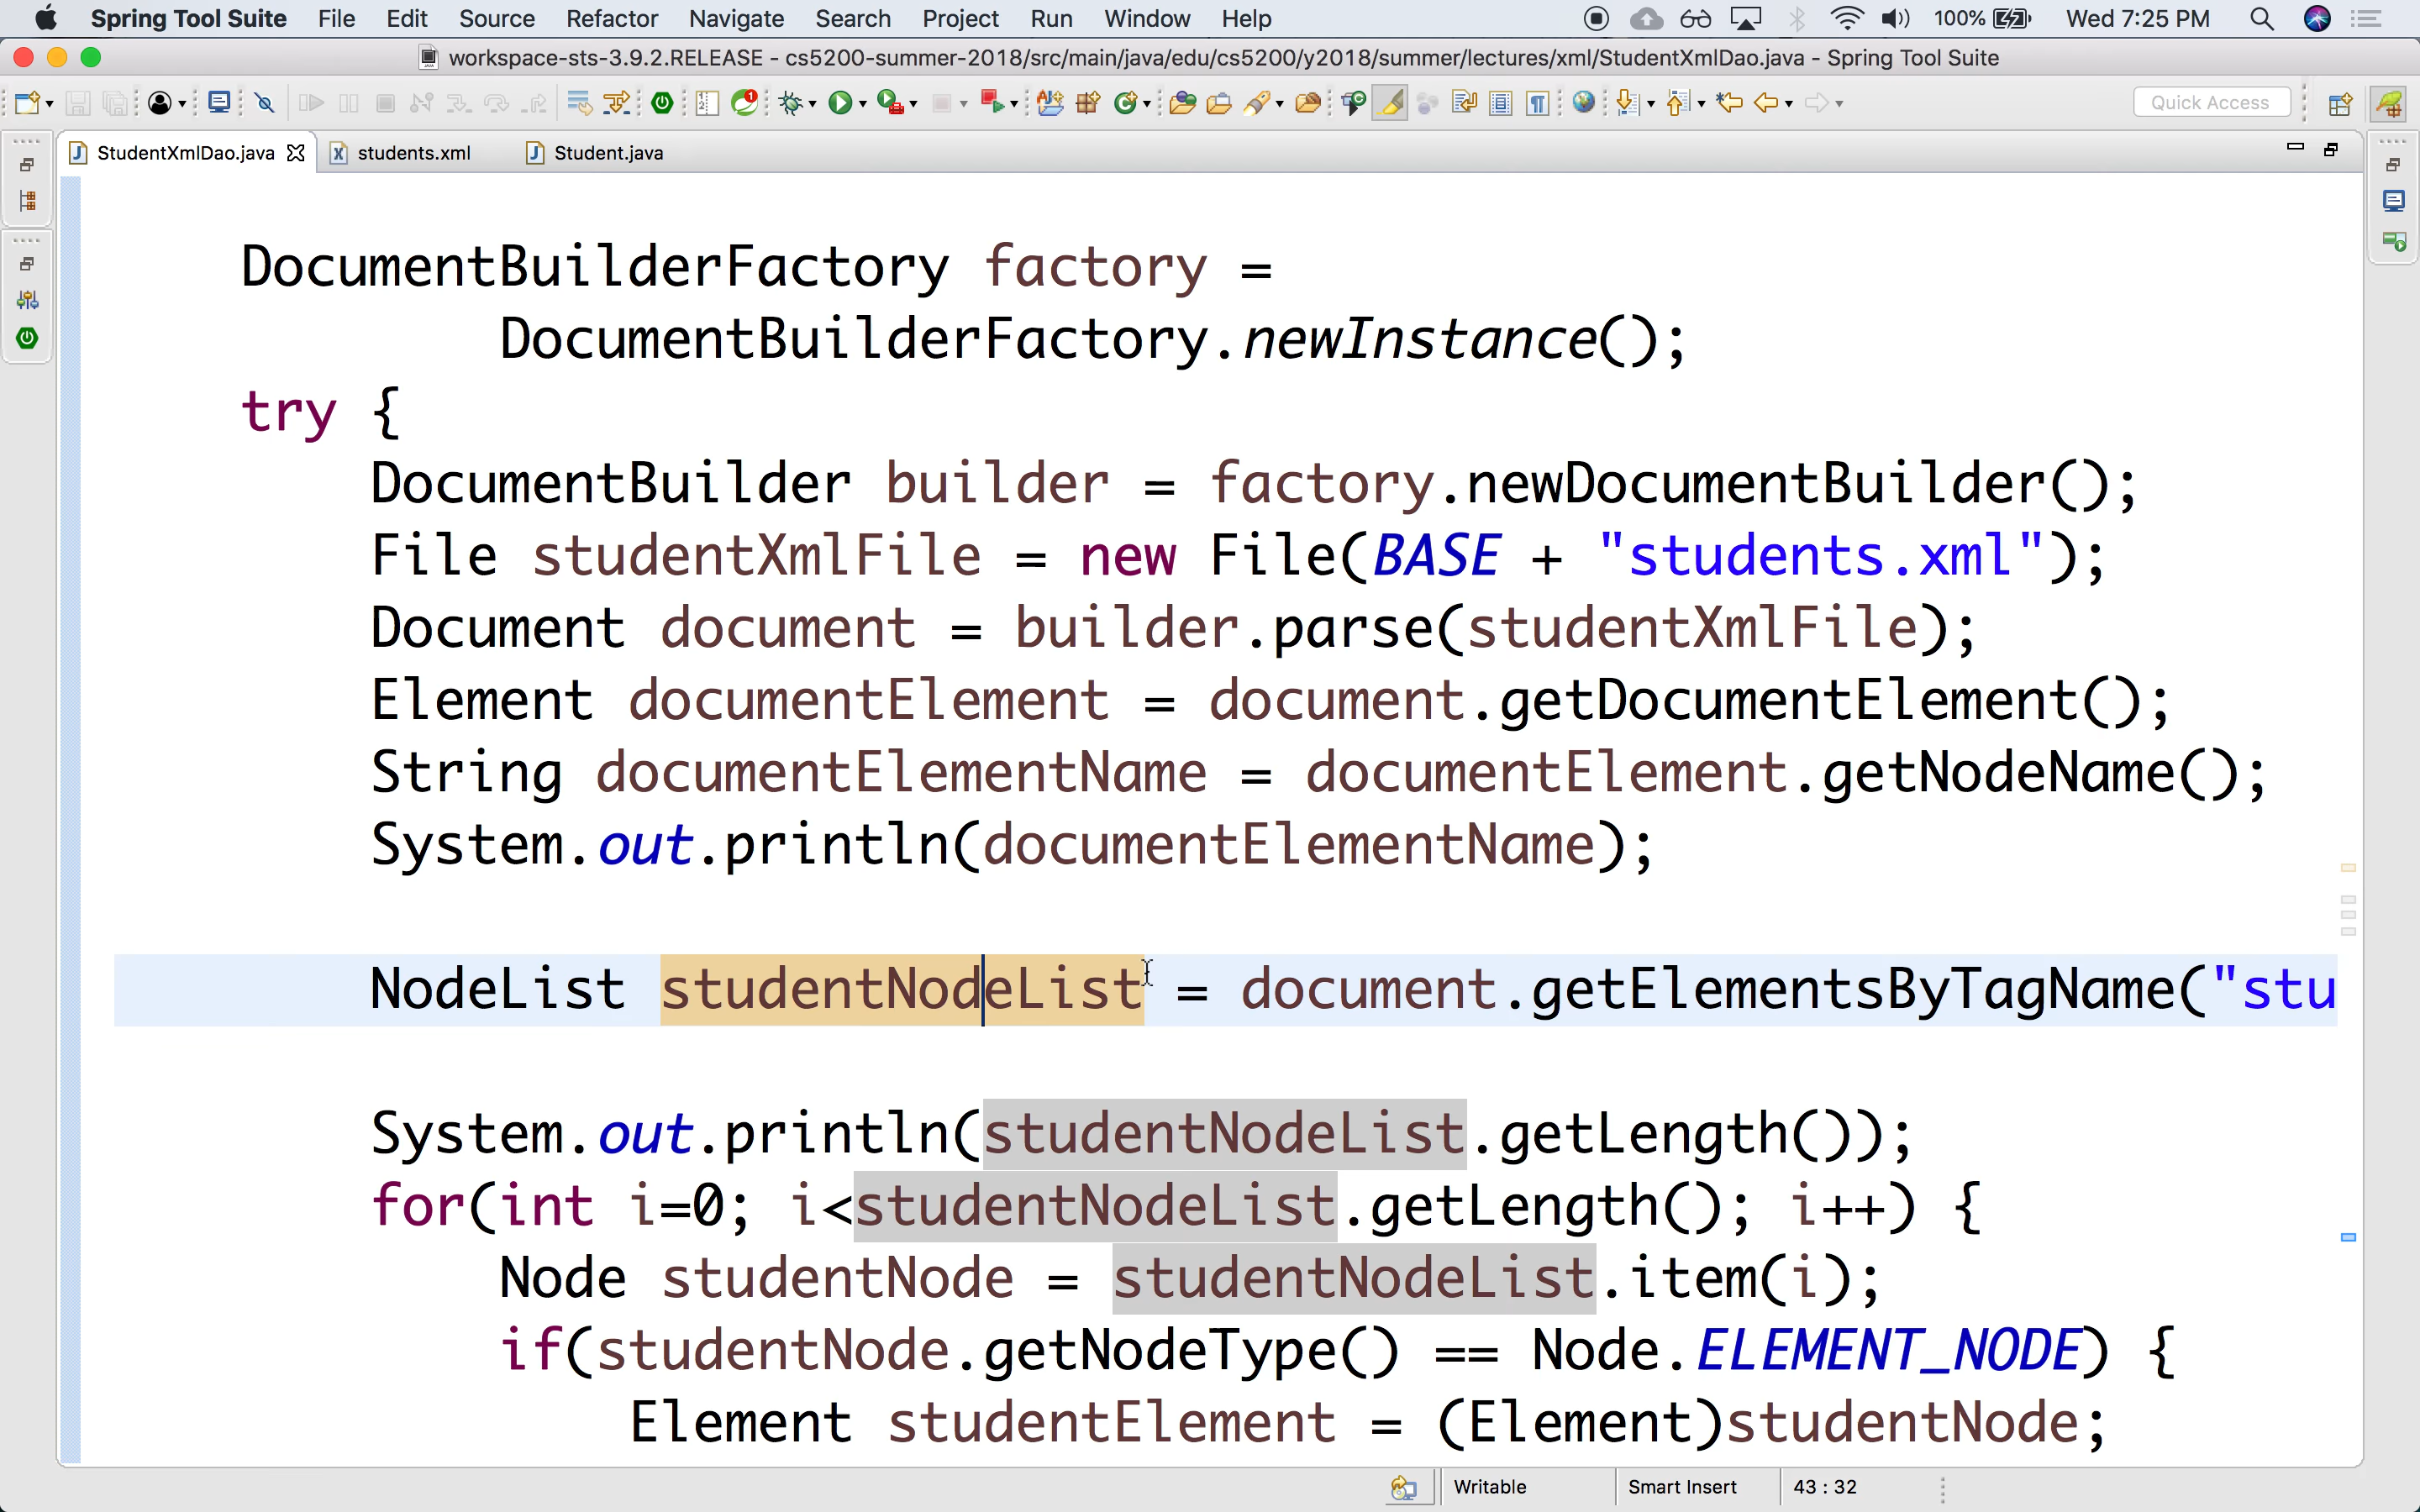 Spring Tool Suite File Edit Source Refactor Navigate Search Project Run Window Help 100% Wed 7:25 PM
workspace-sts-3.9.2.RELEASE - cs5200-summer-2018/src/main/java/edu/cs5200/y2018/summer/lectures/xml/StudentXmlDao.java - Spring Tool Suite
Quick Access
StudentXmlDao.java students.xml Student.java
DocumentBuilderFactory factory =
DocumentBuilderFactory.newInstance();
try {
DocumentBuilder builder = factory.newDocumentBuilder();
File studentXmlFile = new File(BASE + "students.xml");
Document document = builder.parse(studentXmlFile);
Element documentElement = document.getDocumentElement();
String documentElementName = documentElement.getNodeName();
System.out.println(documentElementName);
NodeList studentNodeList = document.getElementsByTagName("stu
System.out.println(studentNodeList.getLength());
for(int i=0; i<studentNodeList.getLength(); i++) {
Node studentNode = studentNodeList.item(i);
if(studentNode.getNodeType() == Node.ELEMENT_NODE) {
Element studentElement = (Element)studentNode;
Writable Smart Insert 43 : 32